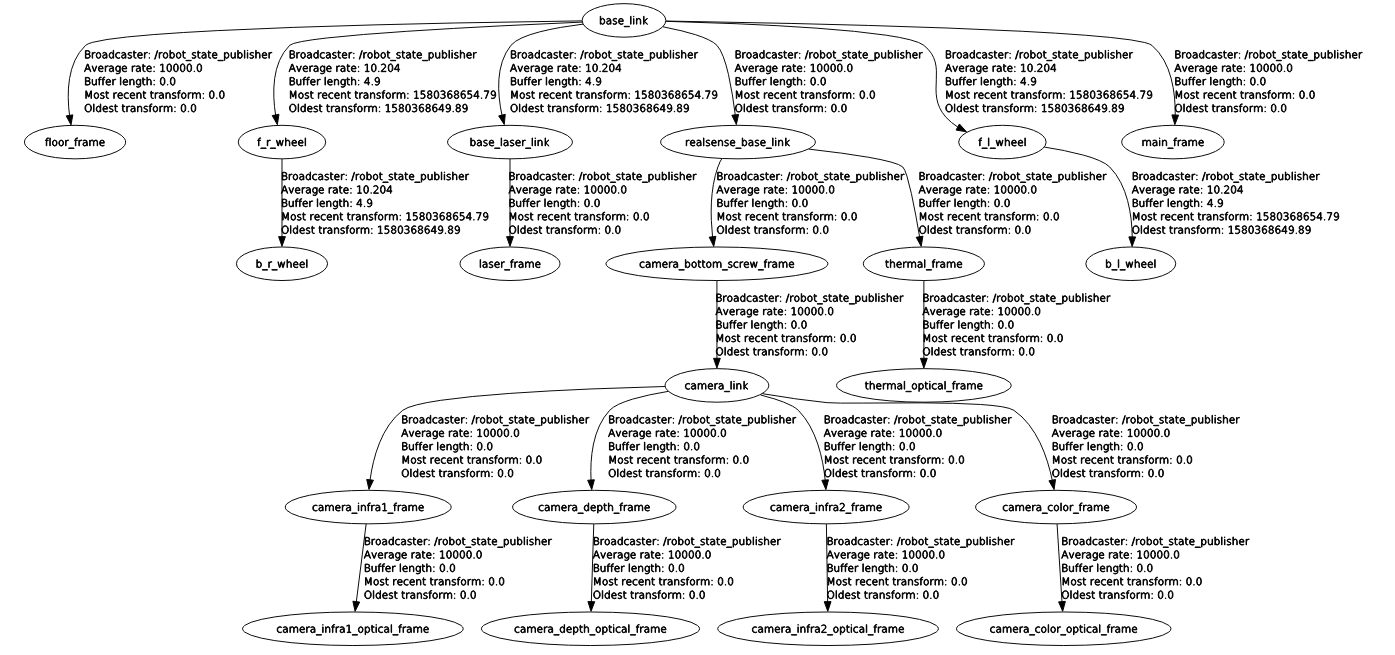 base_link
Broadcaster: /robot_state_publisher
Average rate: 10000.0
Buffer length: 0.0
Most recent transform: 0.0
Oldest transform: 0.0
Broadcaster: /robot_state_publisher
Average rate: 10.204
Buffer length: 4.9
Most recent transform: 1580368654.79
Oldest transform: 1580368649.89
Broadcaster: /robot_state_publisher
Average rate: 10.204
Buffer length: 4.9
Most recent transform: 1580368654.79
Oldest transform: 1580368649.89
Broadcaster: /robot_state_publisher
Average rate: 10000.0
Buffer length: 0.0
Most recent transform: 0.0
Oldest transform: 0.0
Broadcaster: /robot_state_publisher
Average rate: 10.204
Buffer length: 4.9
Most recent transform: 1580368654.79
Oldest transform: 1580368649.89
Broadcaster: /robot_state_publisher
Average rate: 10000.0
Buffer length: 0.0
Most recent transform: 0.0
Oldest transform: 0.0
floor_frame
f_r_wheel
base_laser_link
realsense_base_link
f_l_wheel
main_frame
Broadcaster: /robot_state_publisher
Average rate: 10.204
Buffer length: 4.9
Most recent transform: 1580368654.79
Oldest transform: 1580368649.89
Broadcaster: /robot_state_publisher
Average rate: 10000.0
Buffer length: 0.0
Most recent transform: 0.0
Oldest transform: 0.0
Broadcaster: /robot_state_publisher
Average rate: 10000.0
Buffer length: 0.0
Most recent transform: 0.0
Oldest transform: 0.0
Broadcaster: /robot_state_publisher
Average rate: 10000.0
Buffer length: 0.0
Most recent transform: 0.0
Oldest transform: 0.0
Broadcaster: /robot_state_publisher
Average rate: 10.204
Buffer length: 4.9
Most recent transform: 1580368654.79
Oldest transform: 1580368649.89
b_r_wheel
laser_frame
camera_bottom_screw_frame
thermal_frame
b_l_wheel
Broadcaster: /robot_state_publisher
Average rate: 10000.0
Buffer length: 0.0
Most recent transform: 0.0
Oldest transform: 0.0
Broadcaster: /robot_state_publisher
Average rate: 10000.0
Buffer length: 0.0
Most recent transform: 0.0
Oldest transform: 0.0
camera_link
thermal_optical_frame
Broadcaster: /robot_state_publisher
Average rate: 10000.0
Buffer length: 0.0
Most recent transform: 0.0
Oldest transform: 0.0
Broadcaster: /robot_state_publisher
Average rate: 10000.0
Buffer length: 0.0
Most recent transform: 0.0
Oldest transform: 0.0
Broadcaster: /robot_state_publisher
Average rate: 10000.0
Buffer length: 0.0
Most recent transform: 0.0
Oldest transform: 0.0
Broadcaster: /robot_state_publisher
Average rate: 10000.0
Buffer length: 0.0
Most recent transform: 0.0
Oldest transform: 0.0
camera_infra1_frame
camera_depth_frame
camera_infra2_frame
camera_color_frame
Broadcaster: /robot_state_publisher
Average rate: 10000.0
Buffer length: 0.0
Most recent transform: 0.0
Oldest transform: 0.0
Broadcaster: /robot_state_publisher
Average rate: 10000.0
Buffer length: 0.0
Most recent transform: 0.0
Oldest transform: 0.0
Broadcaster: /robot_state_publisher
Average rate: 10000.0
Buffer length: 0.0
Most recent transform: 0.0
Oldest transform: 0.0
Broadcaster: /robot_state_publisher
Average rate: 10000.0
Buffer length: 0.0
Most recent transform: 0.0
Oldest transform: 0.0
camera_infra1_optical_frame
camera_depth_optical_frame
camera_infra2_optical_frame
camera_color_optical_frame